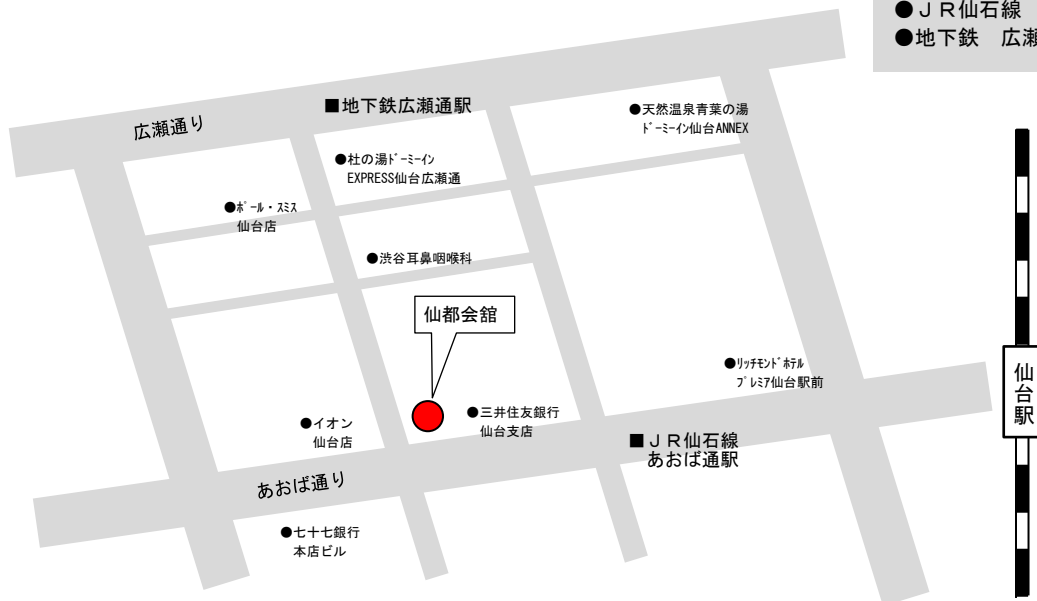 ●ＪＲ仙石線
●地下鉄　広瀬
■地下鉄広瀬通駅
広瀬通り
●天然温泉青葉の湯
ﾄﾞｰﾐｰｲﾝ仙台ANNEX
●杜の湯ﾄﾞｰﾐｰｲﾝ
EXPRESS仙台広瀬通
●ﾎﾟｰﾙ・ｽﾐｽ
仙台店
●渋谷耳鼻咽喉科
仙都会舘
●ﾘｯﾁﾓﾝﾄﾞﾎﾃﾙ
ﾌﾟﾚﾐｱ仙台駅前
仙台駅
●イオン
仙台店
●三井住友銀行
仙台支店
■ＪＲ仙石線
あおば通駅
あおば通り
●七十七銀行
本店ビル